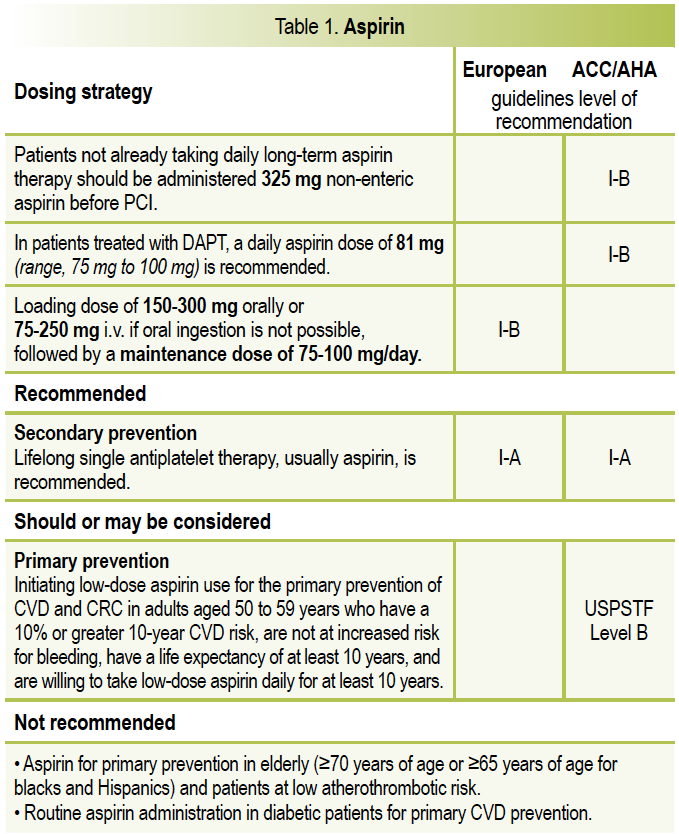 Table 1. Aspirin
Dosing strategy
European ACC/AHA
guidelines level of
recommendation
Patients not already taking daily long-term aspirin
therapy should be administered 325 mg non-enteric
aspirin before PCI.
I-B
In patients treated with DAPT, a daily aspirin dose of 81 mg
(range, 75 mg to 100 mg) is recommended.
I-B
Loading dose of 150-300 mg orally or
75-250 mg i.v. if oral ingestion is not possible,
followed by a maintenance dose of 75-100 mg/day.
I-B
Recommended
Secondary prevention
Lifelong single antiplatelet therapy, usually aspirin, is
recommended.
I-A
I-A
Should or may be considered
Primary prevention
Initiating low-dose aspirin use for the primary prevention of
CVD and CRC in adults aged 50 to 59 years who have a
10% or greater 10-year CVD risk, are not at increased risk
for bleeding, have a life expectancy of at least 10 years, and
are willing to take low-dose aspirin daily for at least 10 years.
USPSTF
Level B
Not recommended
• Aspirin for primary prevention in elderly (≥70 years of age or ≥65 years of age for
blacks and Hispanics) and patients at low atherothrombotic risk.
• Routine aspirin administration in diabetic patients for primary CVD prevention.